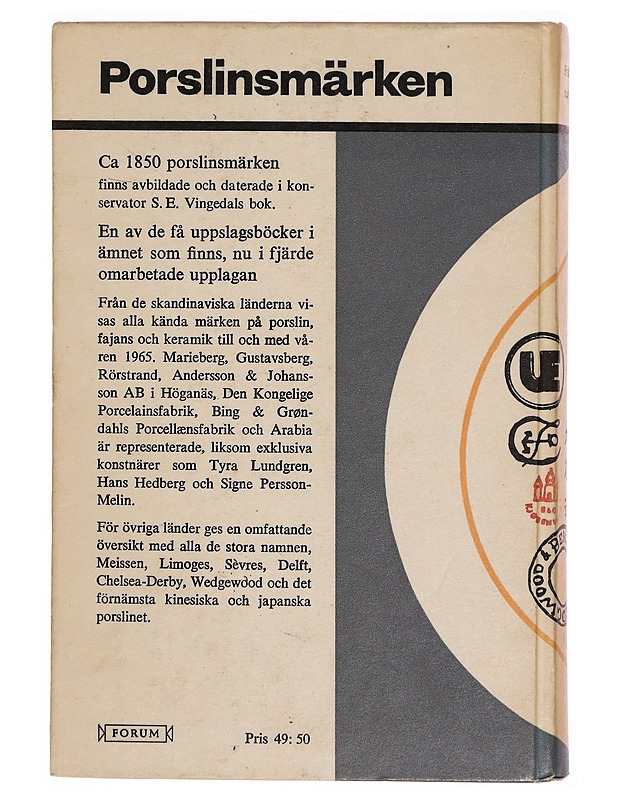 Porslinsmärken
Ca 1850 porslinsmärken
finns avbildade och daterade i kon-
servator S. E. Vingedals bok.
En av de få uppslagsböcker i
ämnet som finns, nu i fjärde
omarbetade upplagan
Från de skandinaviska länderna vi-
sas alla kända märken på porslin,
fajans och keramik till och med vå-
ren 1965. Marieberg, Gustavsberg,
Rörstrand, Andersson & Johans-
son AB i Höganäs, Den Kongelige
Porcelainsfabrik, Bing & Grøn-
dahls Porcellænsfabrik och Arabia
är representerade, liksom exklusiva
konstnärer som Tyra Lundgren,
Hans Hedberg och Signe Persson-
Melin.
För övriga länder ges en omfattande
översikt med alla de stora namnen,
Meissen, Limoges, Sèvres, Delft,
Chelsea-Derby, Wedgewood och det
förnämsta kinesiska och japanska
porslinet.
FORUM
Pris 49: 50